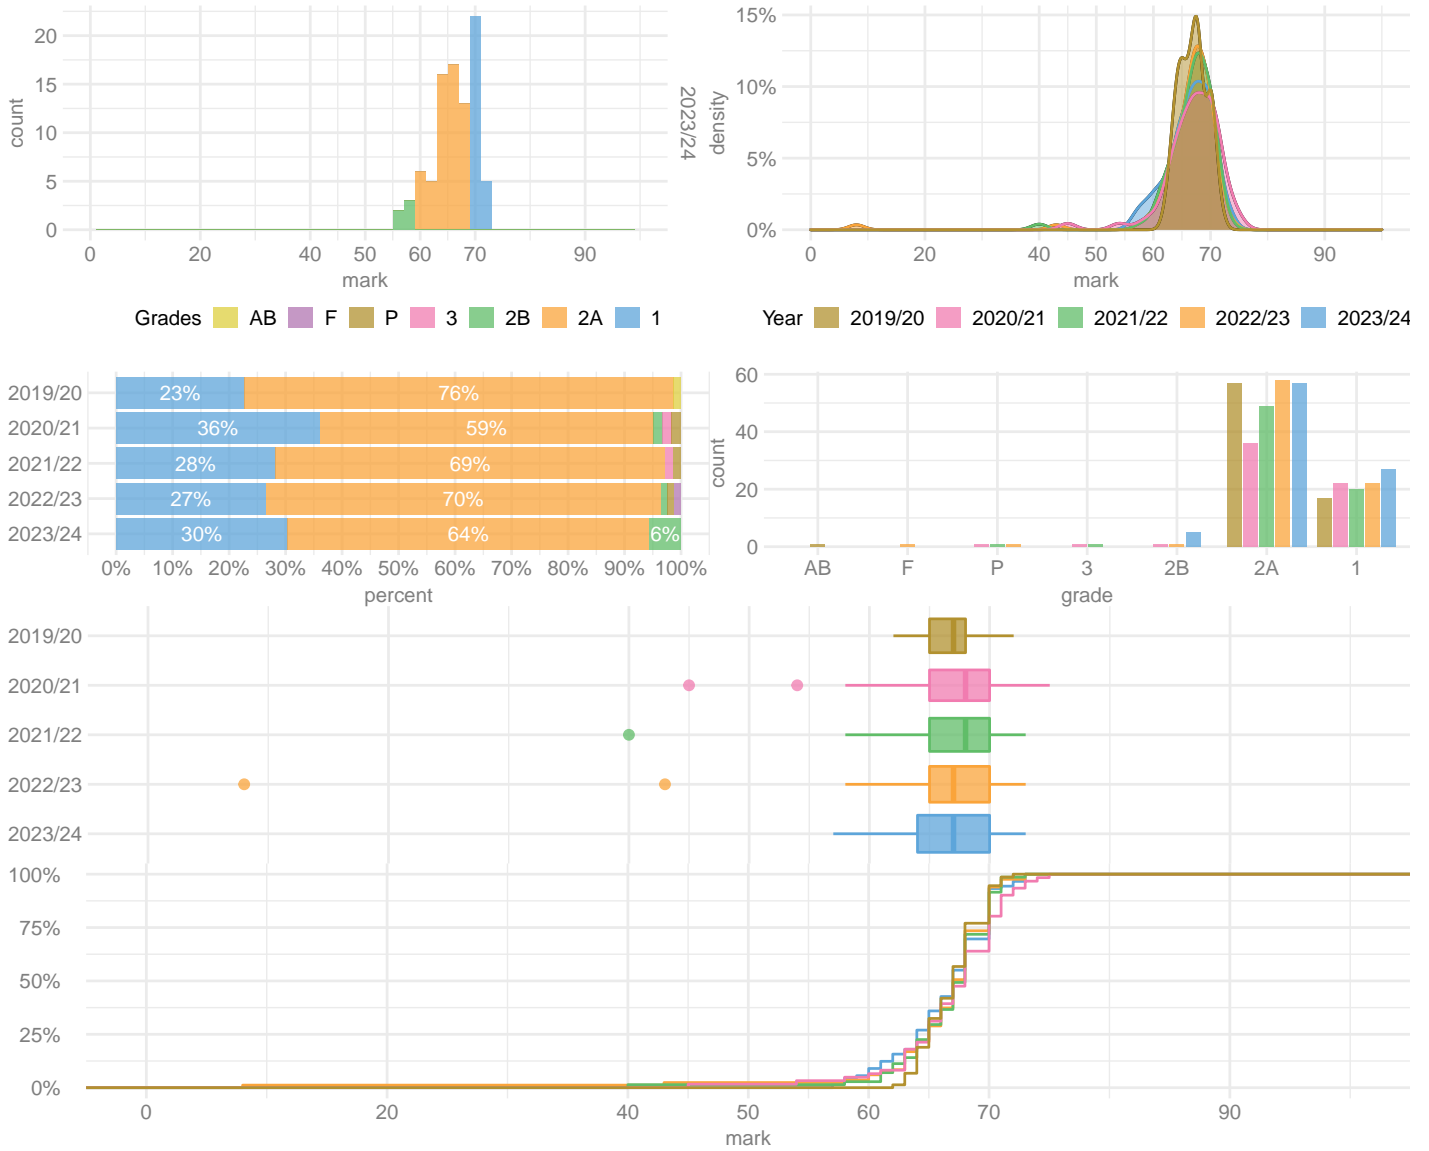 20
15
10
5
0
count
0 20 40 50 60 70 90
mark
2023/24
15%
10%
5%
0%
density
0 20 40 50 60 70 90
mark
Grades AB F P 3 2B 2A 1
Year 2019/20 2020/21 2021/22 2022/23 2023/24
2019/20 23% 76%
2020/21 36% 59%
2021/22 28% 69%
2022/23 27% 70%
2023/24 30% 64% 6%
0% 10% 20% 30% 40% 50% 60% 70% 80% 90% 100%
percent
60
40
20
0
count
AB F P 3 2B 2A 1
grade
2019/20
2020/21
2021/22
2022/23
2023/24
100%
75%
50%
25%
0%
0 20 40 50 60 70 90
mark